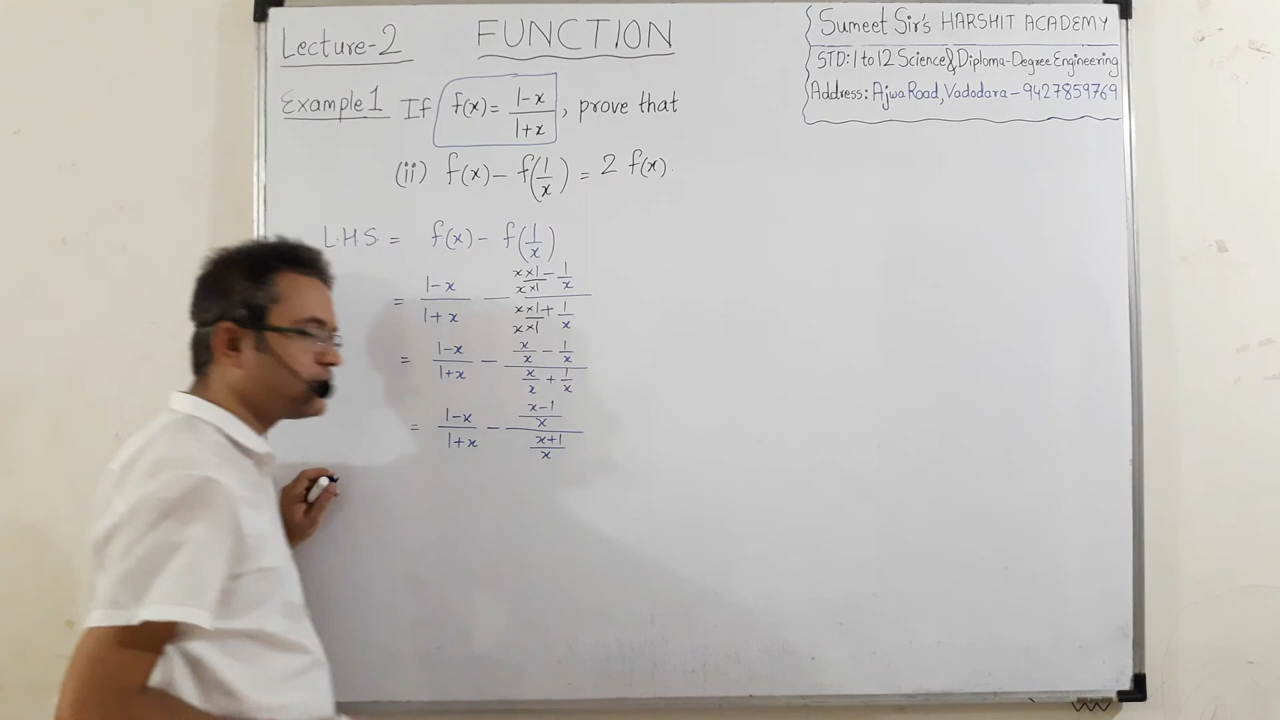 Lecture-2
FUNCTION
Sumeet Sir's HARSHIT ACADEMY
STD: 1 to 12 Science & Diploma-Degree Engineering
Address: Ajwa Road, Vadodara – 9427859769
Example 1 If f(x) = (1-x)/(1+x), prove that
(ii) f(x) - f(1/x) = 2 f(x).
L.H.S. = f(x) - f(1/x)
= (1-x)/(1+x) - ((x×1)/(x×1) - 1/x)/((x×1)/(x×1) + 1/x)
= (1-x)/(1+x) - (x/x - 1/x)/(x/x + 1/x)
= (1-x)/(1+x) - ((x-1)/x)/((x+1)/x)